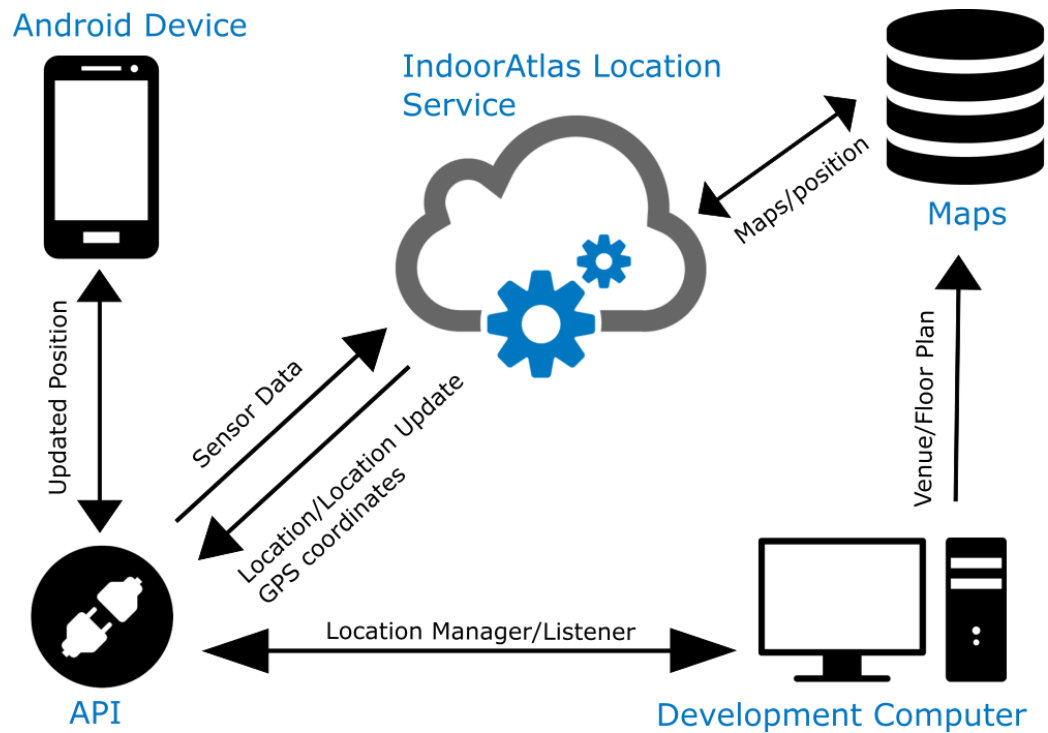 Android Device
IndoorAtlas Location
Service
Maps/position
Maps
Updated Position
Sensor Data
Location/Location Update
GPS coordinates
Venue/Floor Plan
Location Manager/Listener
API
Development Computer